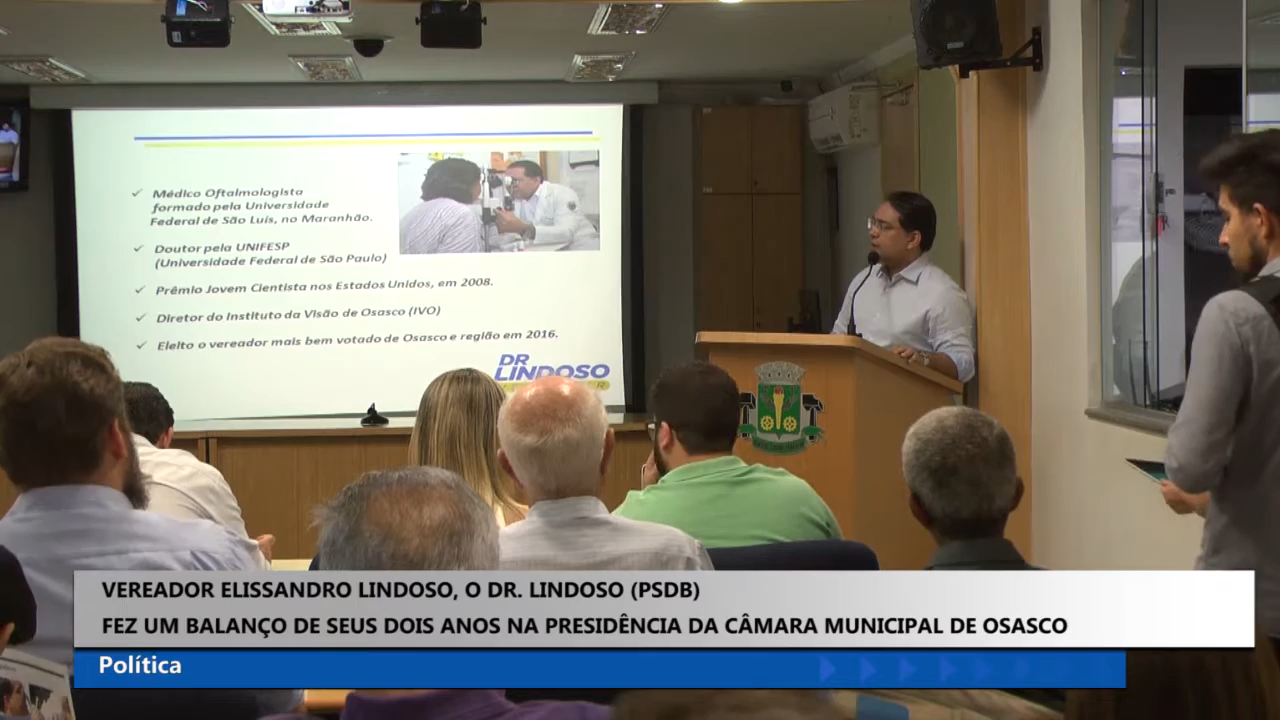 Médico Oftalmologista
formado pela Universidade
Federal de São Luis, no Maranhão.
Doutor pela UNIFESP
(Universidade Federal de São Paulo)
Prêmio Jovem Cientista nos Estados Unidos, em 2008.
Diretor do Instituto da Visão de Osasco (IVO)
Eleito o vereador mais bem votado de Osasco e região em 2016.
DR
LINDOSO
VEREADOR ELISSANDRO LINDOSO, O DR. LINDOSO (PSDB)
FEZ UM BALANÇO DE SEUS DOIS ANOS NA PRESIDÊNCIA DA CÂMARA MUNICIPAL DE OSASCO
Política